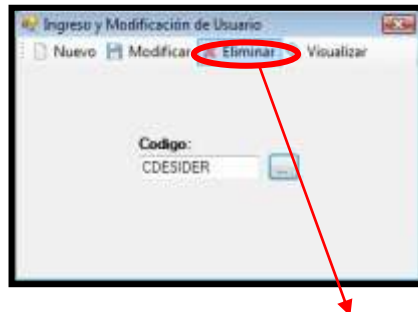 Ingreso y Modificación de Usuario
Nuevo Modificar Eliminar Visualizar
Codigo:
CDESIDER
...